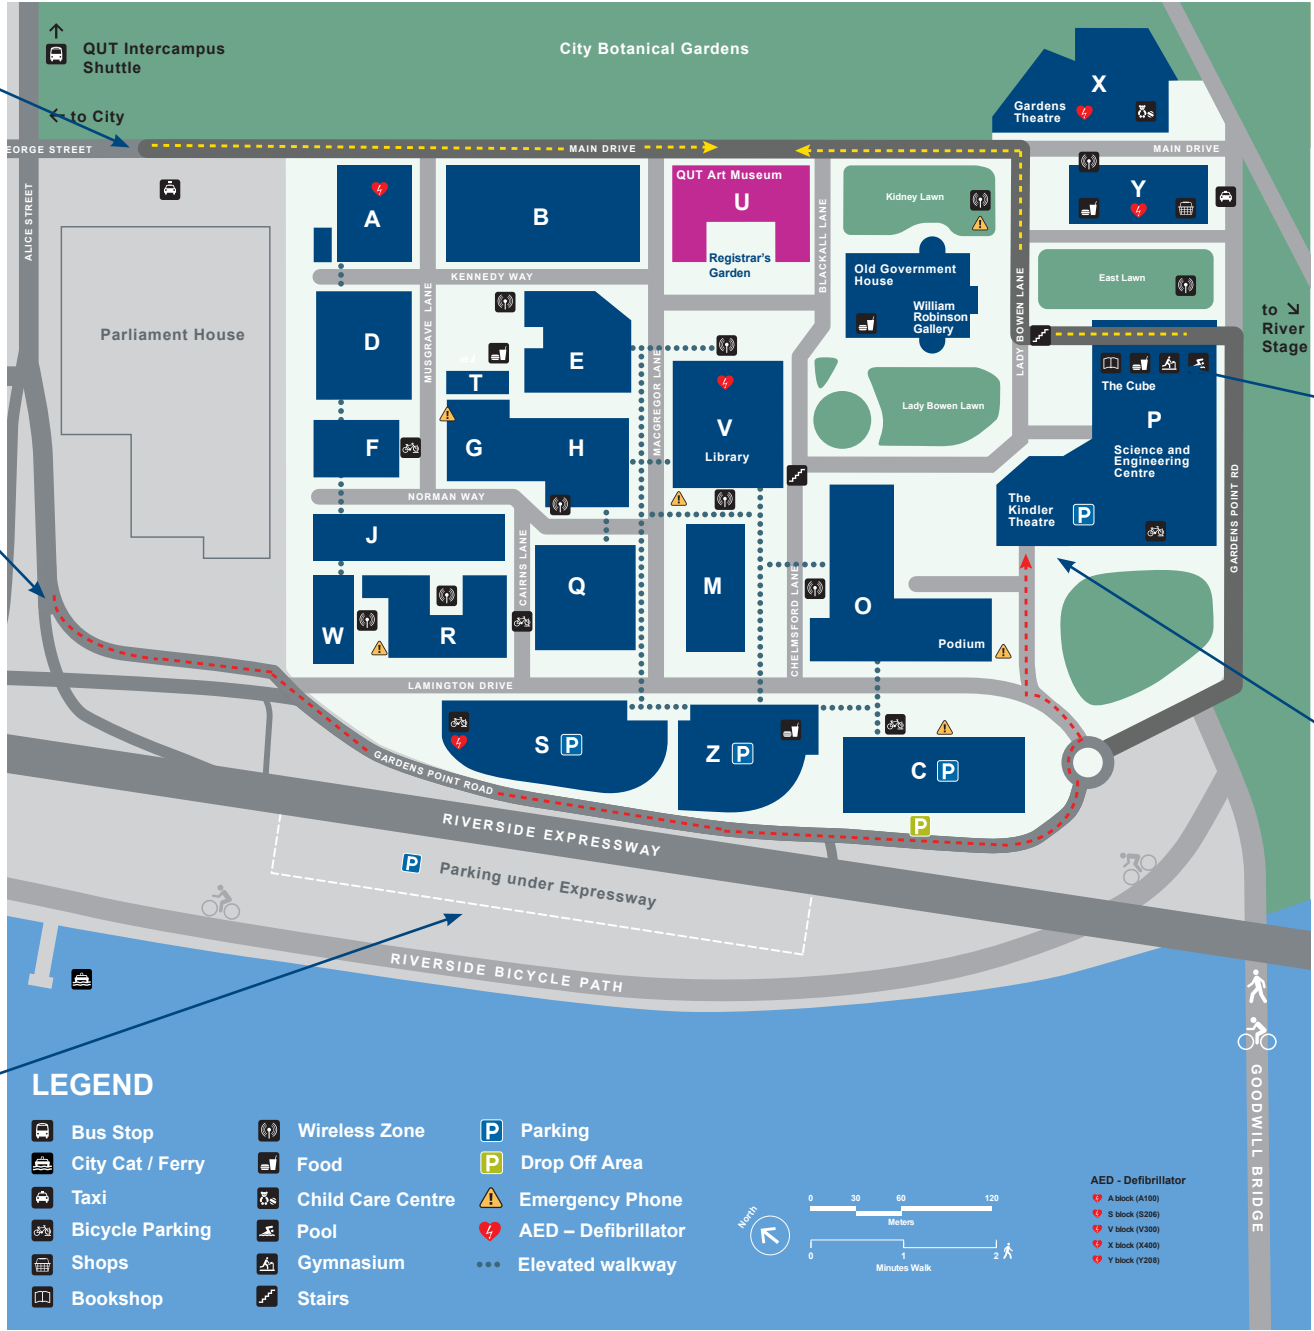 QUT Intercampus
Shuttle
City Botanical Gardens
to City
X
Gardens
Theatre
EORGE STREET
MAIN DRIVE
MAIN DRIVE
ALICE STREET
A
B
QUT Art Museum
U
Registrar's
Garden
BLACKALL LANE
Kidney Lawn
Y
KENNEDY WAY
Old Government
House
William
Robinson
Gallery
LADY BOWEN LANE
East Lawn
to
River
Stage
Parliament House
D
MUSGRAVE LANE
E
T
MACGREGOR LANE
V
Library
Lady Bowen Lawn
The Cube
P
Science and
Engineering
Centre
F
G
H
NORMAN WAY
The
Kindler
Theatre
P
GARDENS POINT RD
J
CAIRNS LANE
Q
M
CHELMSFORD LANE
O
Podium
W
R
LAMINGTON DRIVE
S
P
Z
P
C
P
GARDENS POINT ROAD
P
RIVERSIDE EXPRESSWAY
P
Parking under Expressway
RIVERSIDE BICYCLE PATH
GOODWILL BRIDGE
LEGEND
Bus Stop
City Cat / Ferry
Taxi
Bicycle Parking
Shops
Bookshop
Wireless Zone
Food
Child Care Centre
Pool
Gymnasium
Stairs
P Parking
P Drop Off Area
Emergency Phone
AED – Defibrillator
Elevated walkway
North
0 30 60 120
Meters
0 1 2
Minutes Walk
AED - Defibrillator
A block (A100)
S block (S206)
V block (V300)
X block (X400)
Y block (Y208)